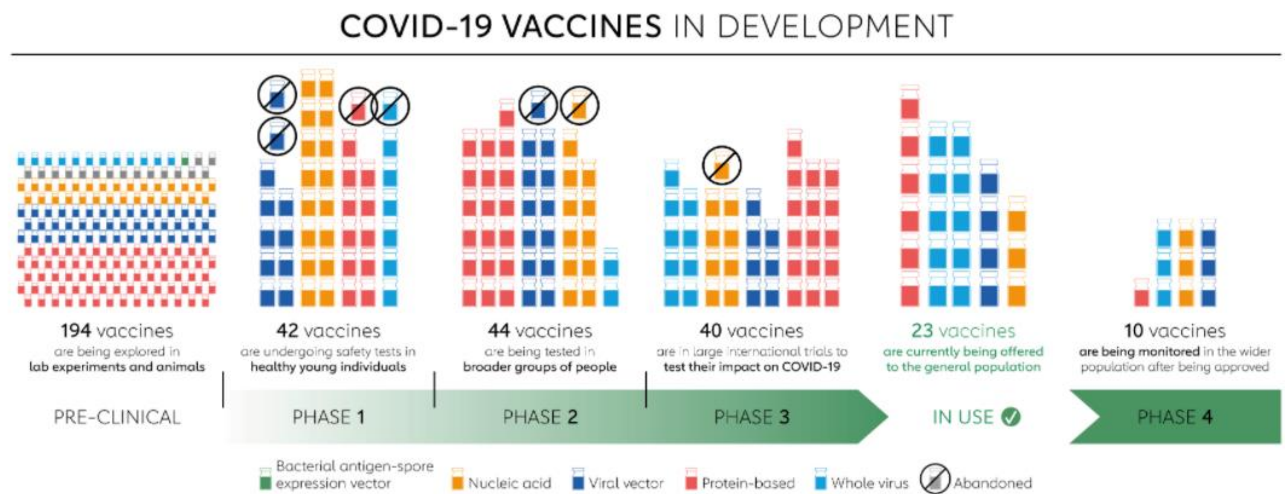 COVID-19 VACCINES IN DEVELOPMENT
194 vaccines
are being explored in
lab experiments and animals
42 vaccines
are undergoing safety tests in
healthy young individuals
44 vaccines
are being tested in
broader groups of people
40 vaccines
are in large international trials to
test their impact on COVID-19
23 vaccines
are currently being offered
to the general population
10 vaccines
are being monitored in the wider
population after being approved
PRE-CLINICAL
PHASE 1
PHASE 2
PHASE 3
IN USE
PHASE 4
Bacterial antigen-spore
expression vector
Nucleic acid
Viral vector
Protein-based
Whole virus
Abandoned